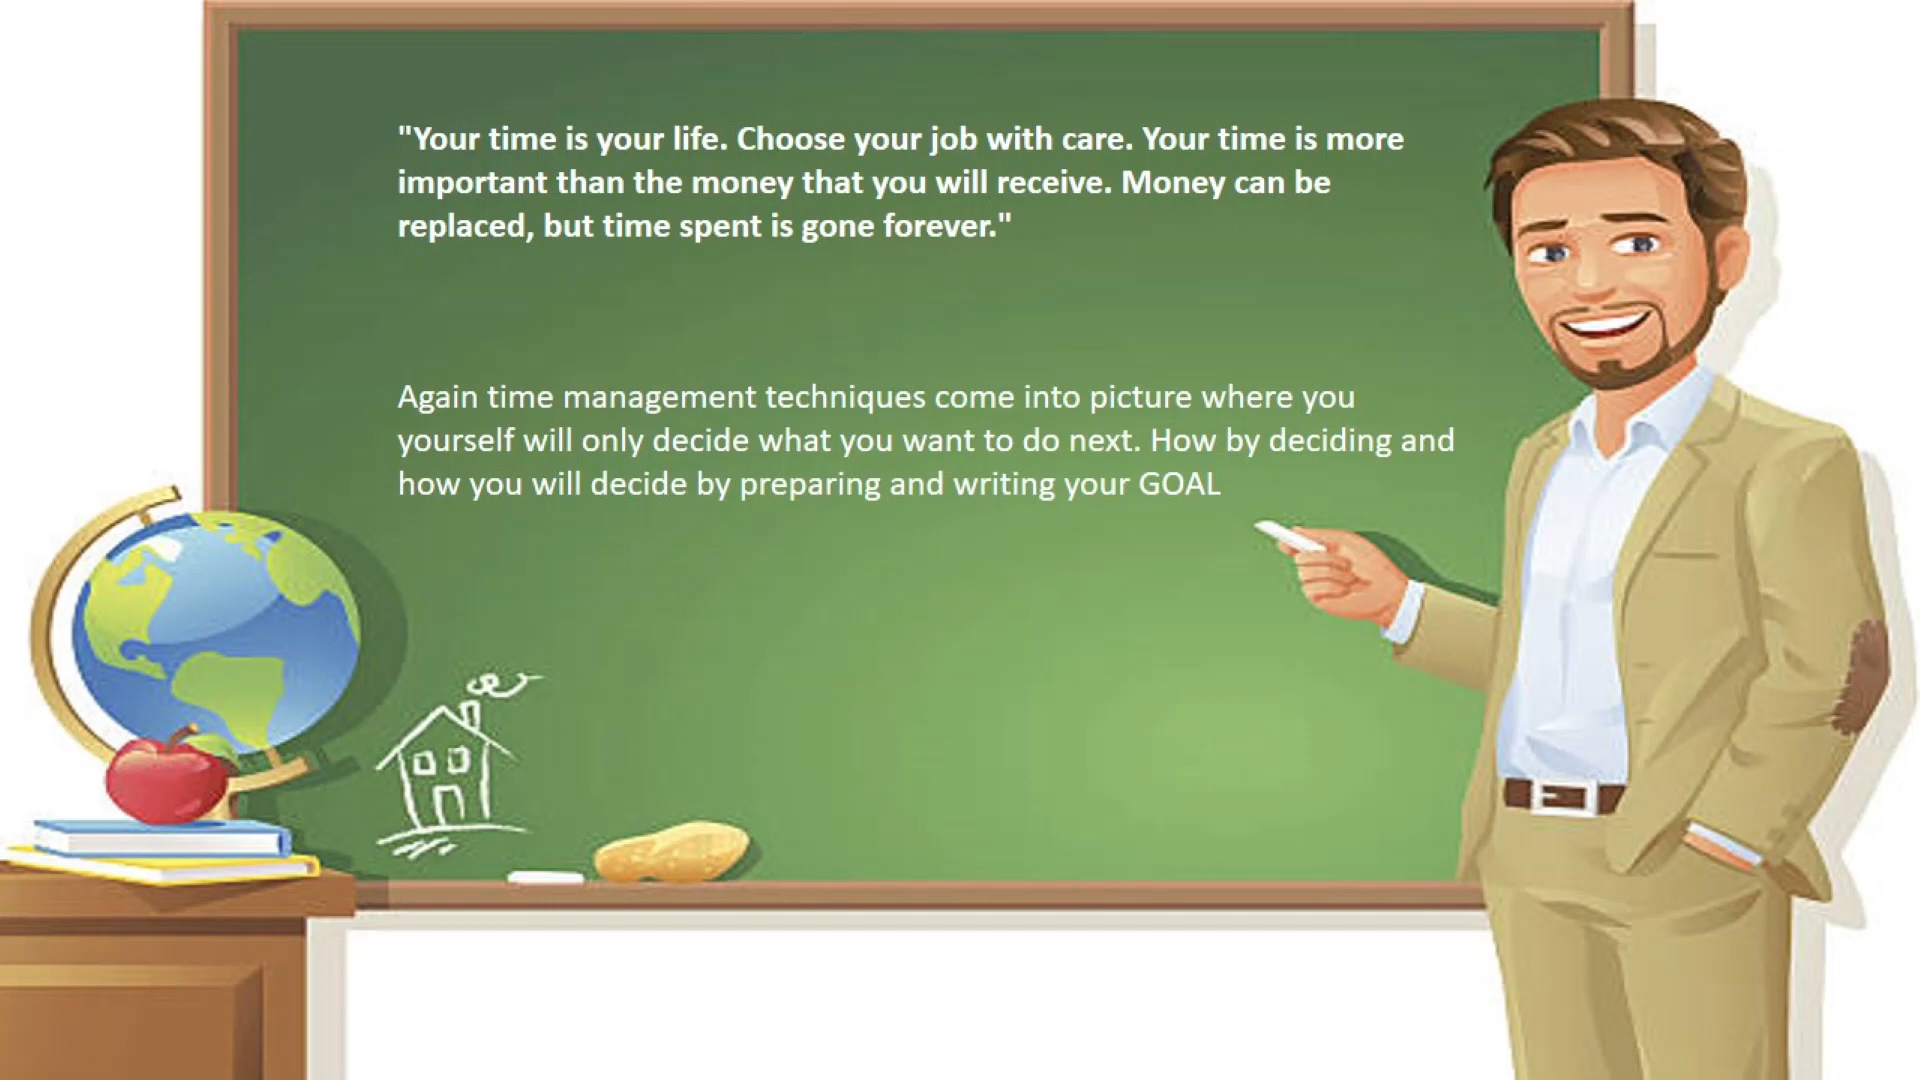 "Your time is your life. Choose your job with care. Your time is more
important than the money that you will receive. Money can be
replaced, but time spent is gone forever."
Again time management techniques come into picture where you
yourself will only decide what you want to do next. How by deciding and
how you will decide by preparing and writing your GOAL